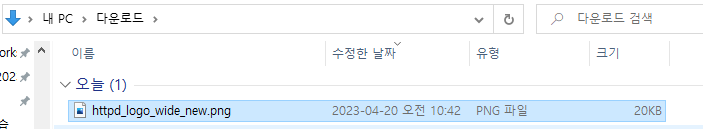 내 PC > 다운로드 >
다운로드 검색
이름 수정한 날짜 유형 크기
오늘 (1)
httpd_logo_wide_new.png 2023-04-20 오전 10:42 PNG 파일 20KB
ork
202
습